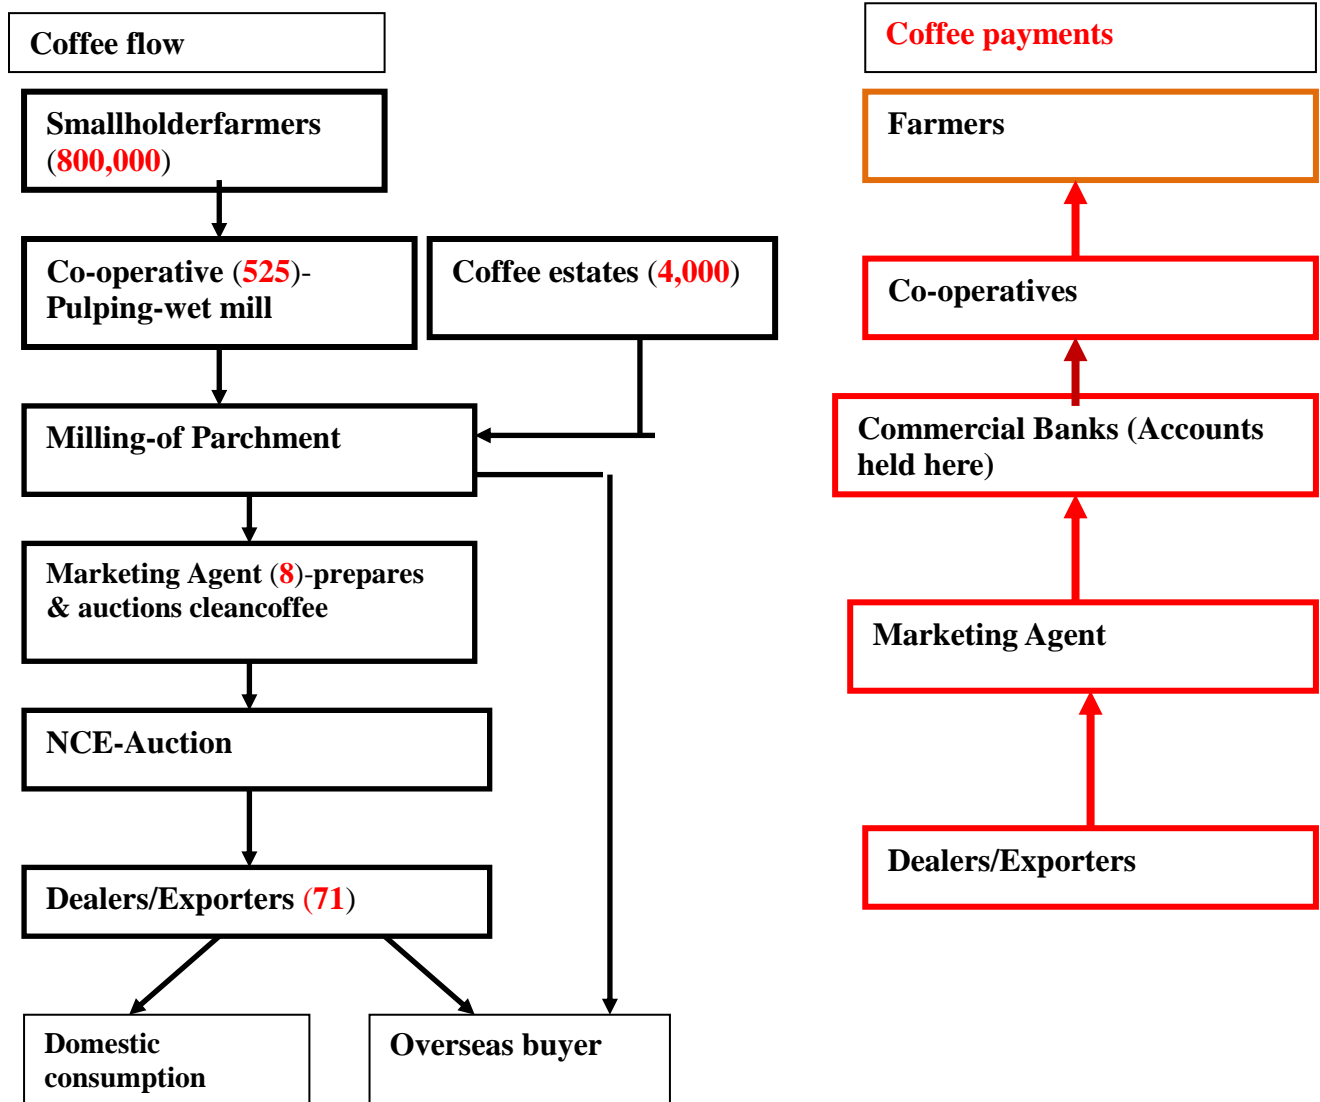 Coffee flow
Smallholderfarmers
(800,000)
Co-operative (525)-
Pulping-wet mill
Coffee estates (4,000)
Milling-of Parchment
Marketing Agent (8)-prepares
& auctions cleancoffee
NCE-Auction
Dealers/Exporters (71)
Domestic
consumption
Overseas buyer
Coffee payments
Farmers
Co-operatives
Commercial Banks (Accounts
held here)
Marketing Agent
Dealers/Exporters